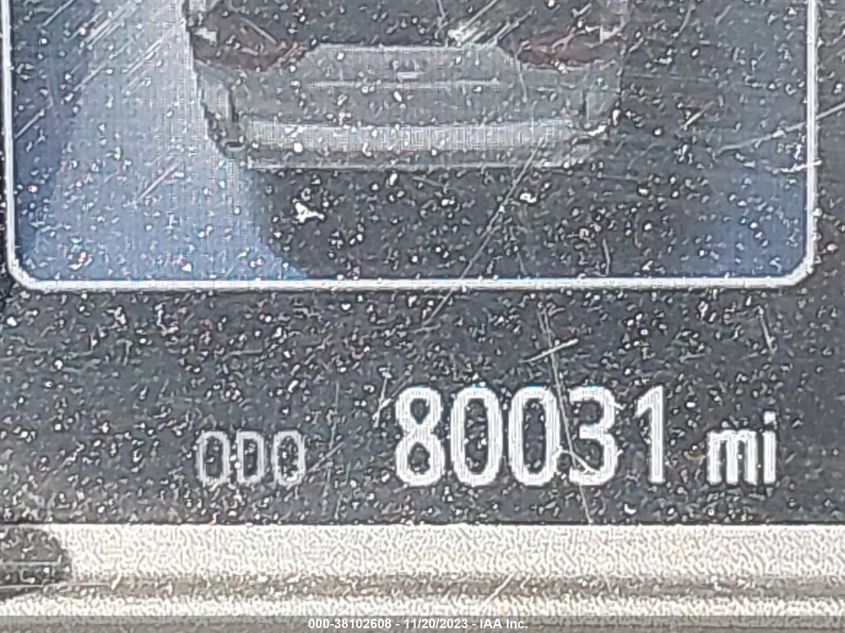 ODO 80031 mi
000-38102608 - 11/20/2023 - IAA Inc.